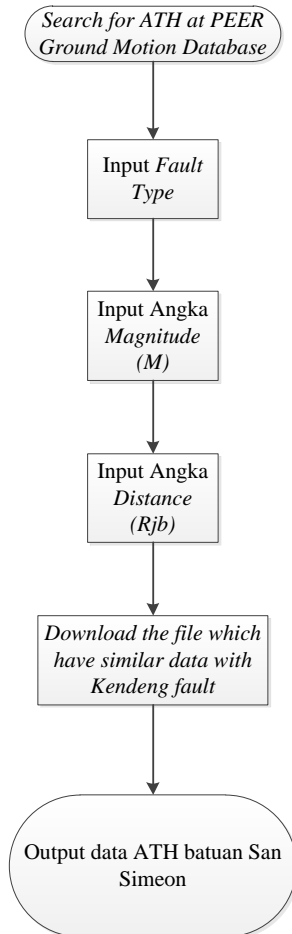 Search for ATH at PEER
Ground Motion Database
Input Fault
Type
Input Angka
Magnitude
(M)
Input Angka
Distance
(Rjb)
Download the file which
have similar data with
Kendeng fault
Output data ATH batuan San
Simeon